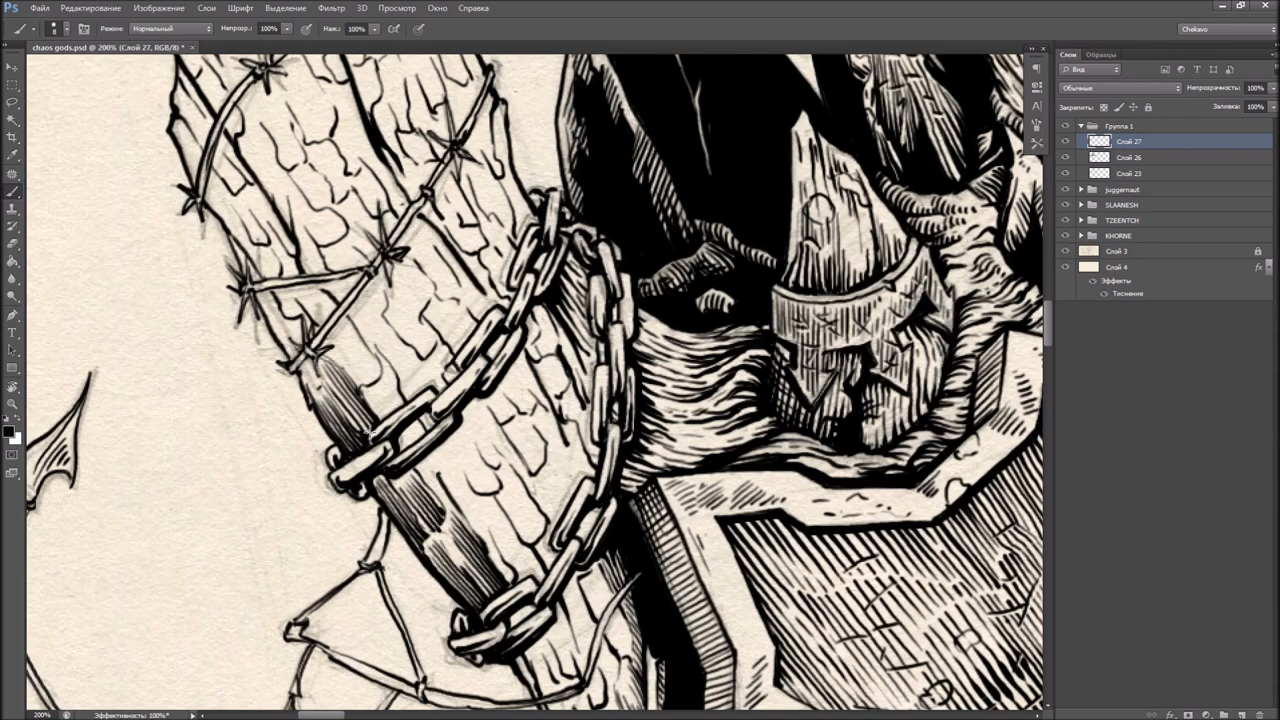 Ps Файл Редактирование Изображение Слои Шрифт Выделение Фильтр 3D Просмотр Окно Справка
Режим: Нормальный Непрозр.: 100% Наж.: 100% Chekavo
chaos gods.psd @ 200% (Слой 27, RGB/8) *
Слои Образцы
Вид
Обычные Непрозрачность: 100%
Закрепить: Заливка: 100%
Группа 1
Слой 27
Слой 26
Слой 23
juggernaut
SLAANESH
TZEENTCH
KHORNE
Слой 3
Слой 4
Эффекты
Тиснение
200% Эффективность: 100%*